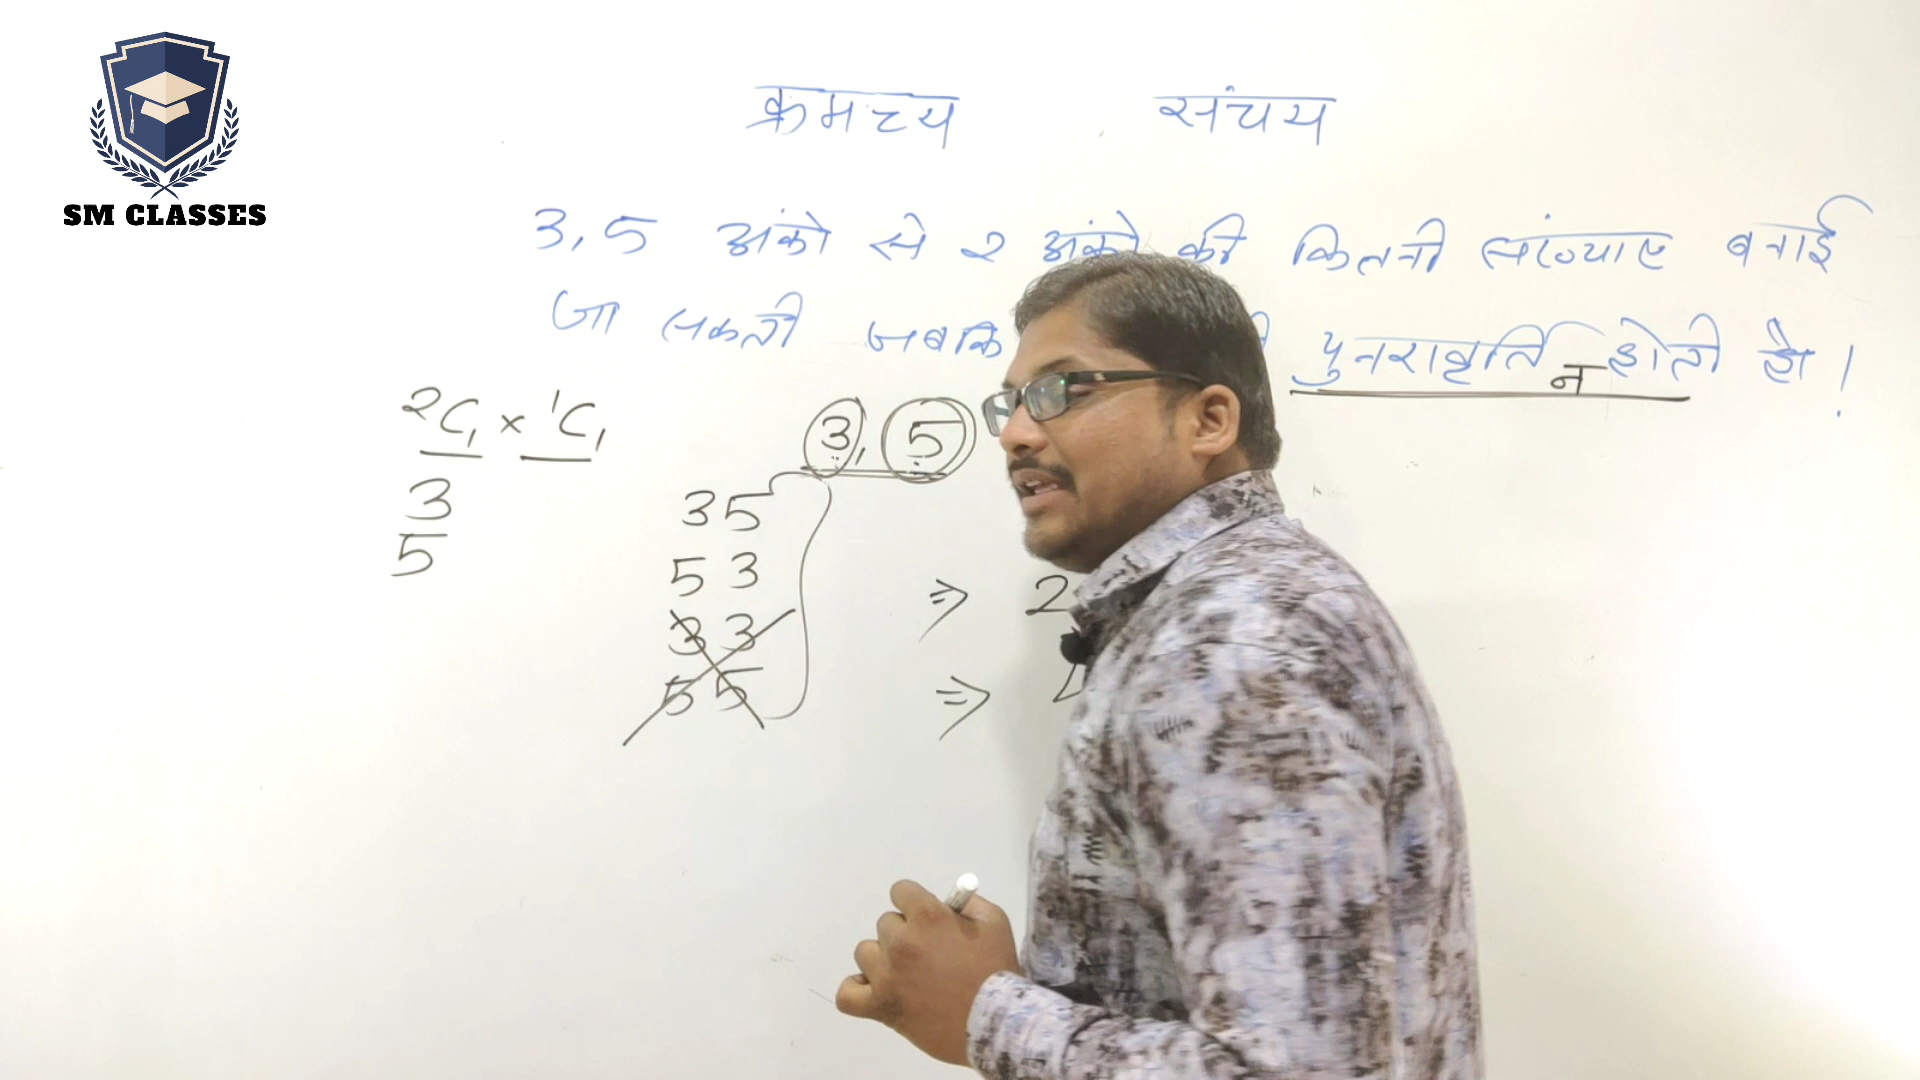 SM CLASSES
क्रमचय संचय
3, 5 अंको से 2 अंको की कितनी संख्याए बनाई
जा सकती जबकि पुनरावृर्ति न होती हो।
2C1 × 1C1
3
5
3, 5
35
53
33
55
⇒ 2
⇒